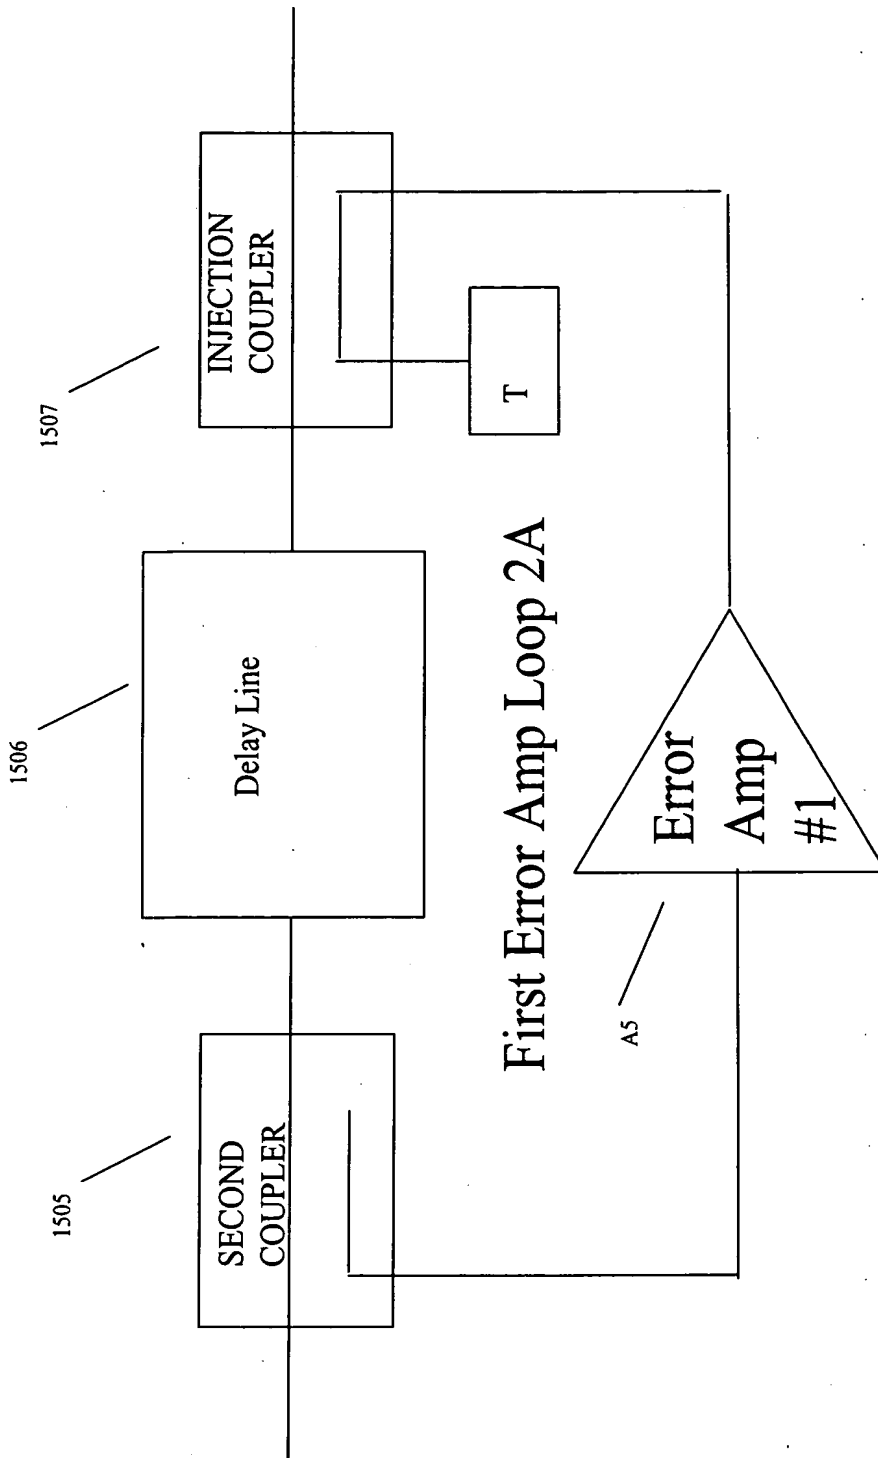 1505
1506
1507
SECOND
COUPLER
Delay Line
INJECTION
COUPLER
T
First Error Amp Loop 2A
A5
Error
Amp
#1